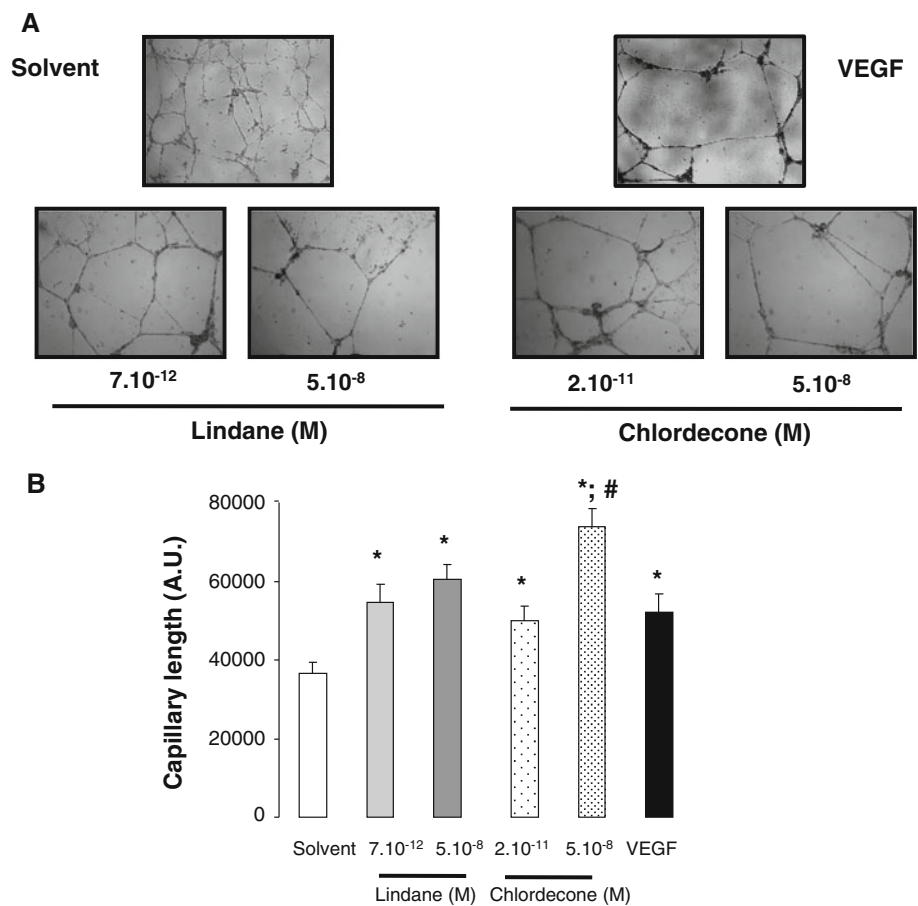 A
Solvent
VEGF
7.10⁻¹²
5.10⁻⁸
2.10⁻¹¹
5.10⁻⁸
Lindane (M)
Chlordecone (M)
B
Capillary length (A.U.)
80000
60000
40000
20000
0
*
*
*
*; #
*
Solvent
7.10⁻¹²
5.10⁻⁸
2.10⁻¹¹
5.10⁻⁸
VEGF
Lindane (M)
Chlordecone (M)